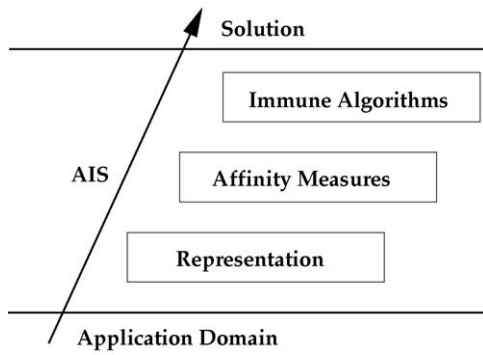 Solution
Immune Algorithms
AIS
Affinity Measures
Representation
Application Domain